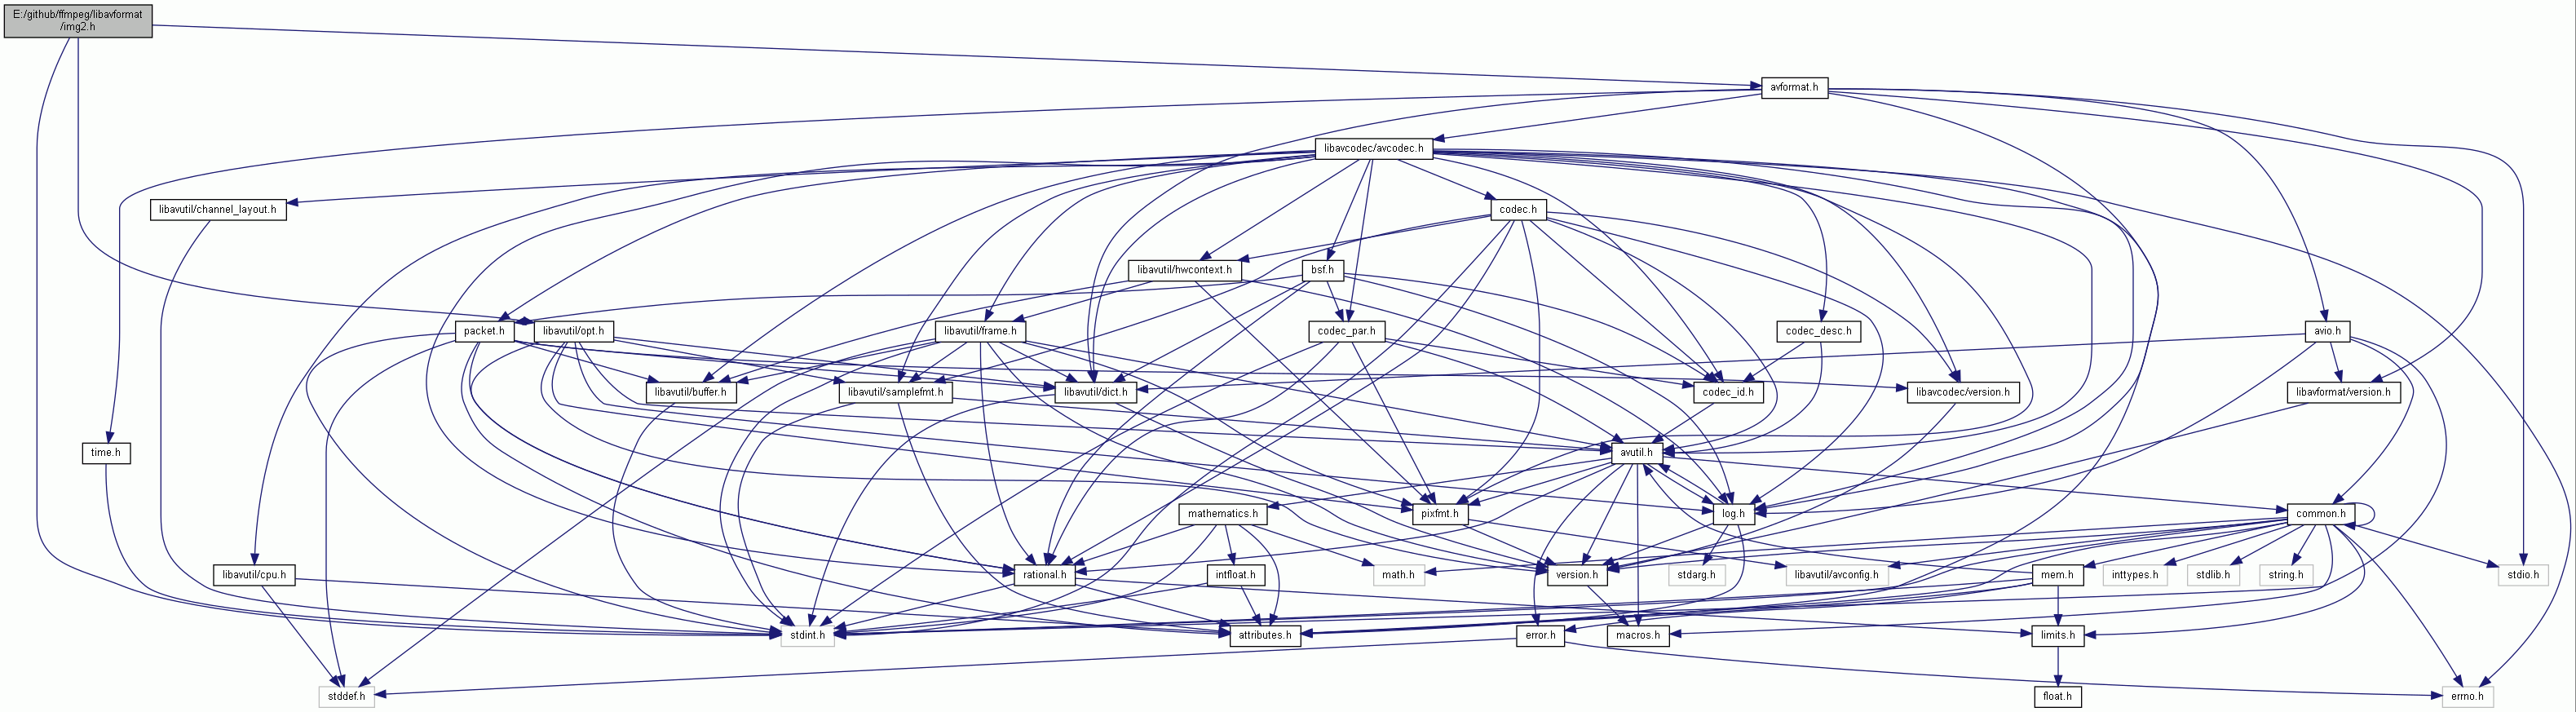 E:/github/ffmpeg/libavformat
/img2.h
avformat.h
libavcodec/avcodec.h
libavutil/channel_layout.h
codec.h
libavutil/hwcontext.h
bsf.h
packet.h
libavutil/opt.h
libavutil/frame.h
codec_par.h
codec_desc.h
avio.h
libavutil/buffer.h
libavutil/samplefmt.h
libavutil/dict.h
codec_id.h
libavcodec/version.h
libavformat/version.h
time.h
avutil.h
mathematics.h
pixfmt.h
log.h
common.h
libavutil/cpu.h
rational.h
intfloat.h
math.h
version.h
stdarg.h
libavutil/avconfig.h
mem.h
inttypes.h
stdlib.h
string.h
stdio.h
stdint.h
attributes.h
error.h
macros.h
limits.h
stddef.h
float.h
errno.h